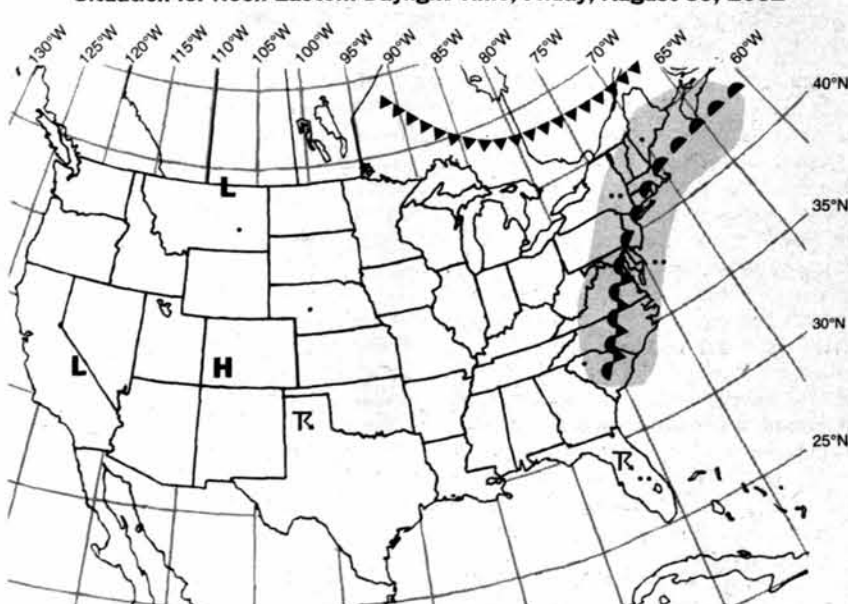 Situation for Noon Eastern Daylight Time, Friday, August 30, 2002
130°W 125°W 120°W 115°W 110°W 105°W 100°W 95°W 90°W 85°W 80°W 75°W 70°W 65°W 60°W
40°N
L
35°N
30°N
L
H
25°N